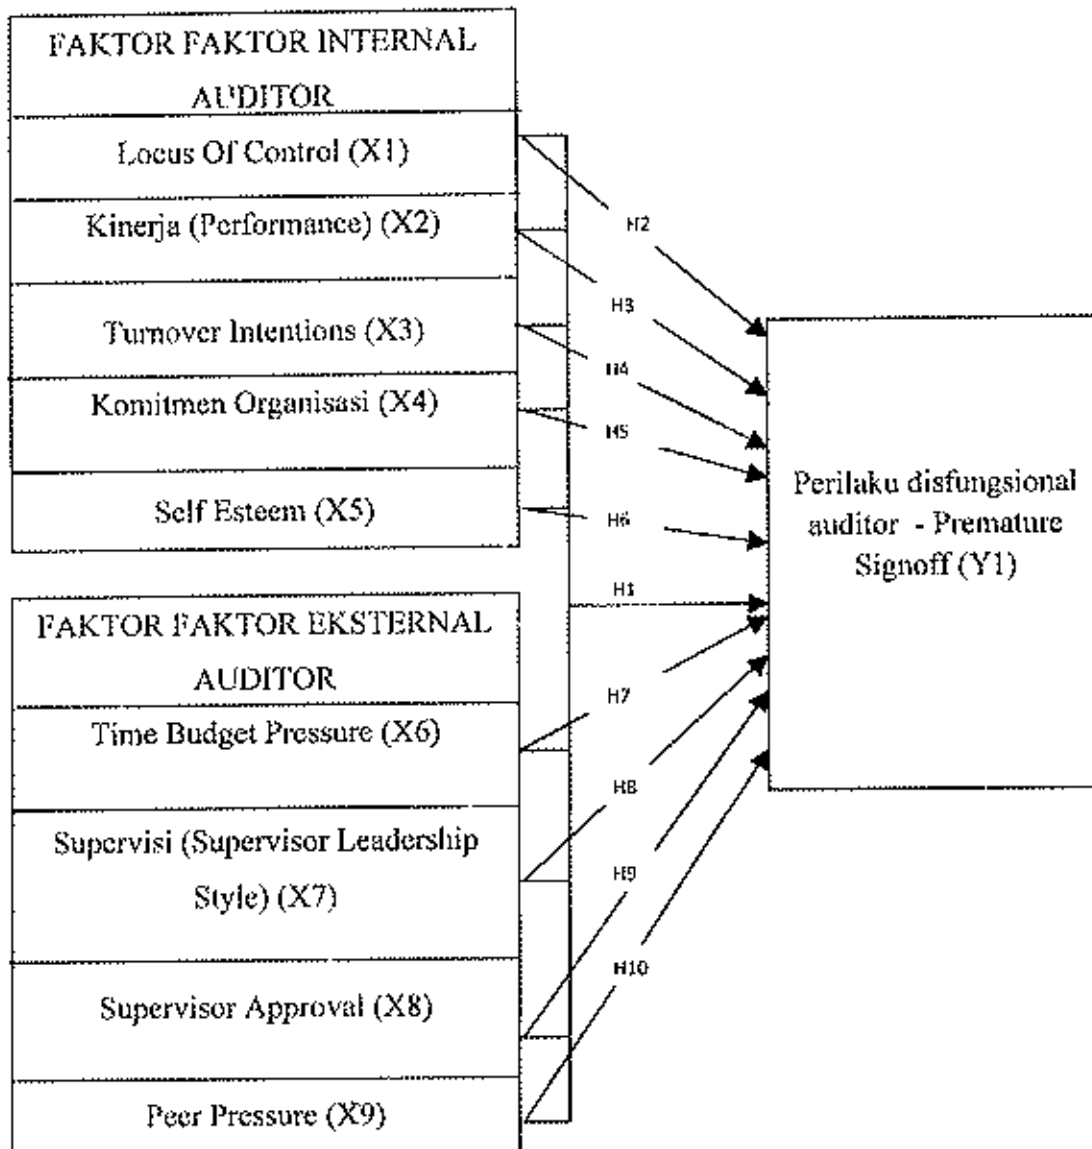 FAKTOR FAKTOR INTERNAL
AUDITOR
Locus Of Control (X1)
Kinerja (Performance) (X2)
Turnover Intentions (X3)
Komitmen Organisasi (X4)
Self Esteem (X5)
FAKTOR FAKTOR EKSTERNAL
AUDITOR
Time Budget Pressure (X6)
Supervisi (Supervisor Leadership
Style) (X7)
Supervisor Approval (X8)
Peer Pressure (X9)
H2
H3
H4
H5
H6
H1
H7
H8
H9
H10
Perilaku disfungsional
auditor - Premature
Signoff (Y1)